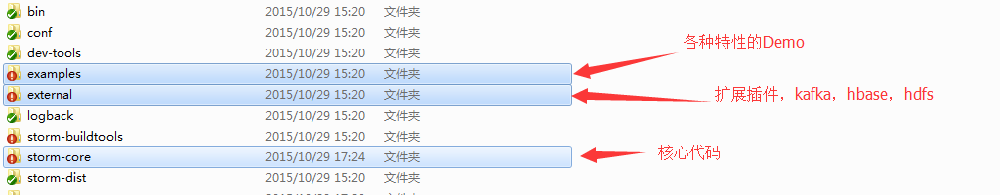 bin 2015/10/29 15:20 文件夹
conf 2015/10/29 15:20 文件夹
dev-tools 2015/10/29 15:20 文件夹
各种特性的Demo
examples 2015/10/29 15:20 文件夹
external 2015/10/29 15:20 文件夹
扩展插件，kafka，hbase，hdfs
logback 2015/10/29 15:20 文件夹
storm-buildtools 2015/10/29 15:20 文件夹
storm-core 2015/10/29 17:24 文件夹
核心代码
storm-dist 2015/10/29 15:20 文件夹